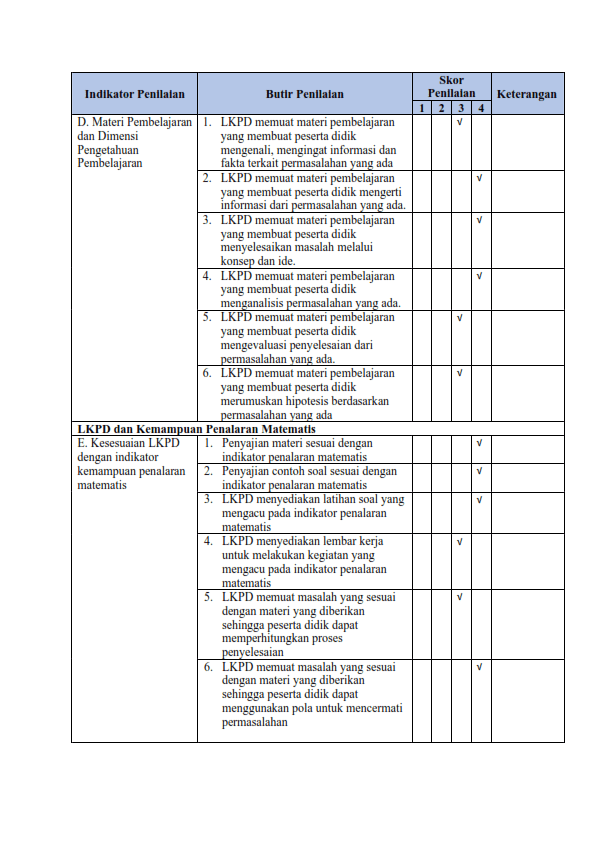 Indikator Penilaian Butir Penilaian Skor Penilaian Keterangan
1 2 3 4
D. Materi Pembelajaran
dan Dimensi
Pengetahuan
Pembelajaran
1. LKPD memuat materi pembelajaran √
yang membuat peserta didik
mengenali, mengingat informasi dan
fakta terkait permasalahan yang ada
2. LKPD memuat materi pembelajaran √
yang membuat peserta didik mengerti
informasi dari permasalahan yang ada.
3. LKPD memuat materi pembelajaran √
yang membuat peserta didik
menyelesaikan masalah melalui
konsep dan ide.
4. LKPD memuat materi pembelajaran √
yang membuat peserta didik
menganalisis permasalahan yang ada.
5. LKPD memuat materi pembelajaran √
yang membuat peserta didik
mengevaluasi penyelesaian dari
permasalahan yang ada.
6. LKPD memuat materi pembelajaran √
yang membuat peserta didik
merumuskan hipotesis berdasarkan
permasalahan yang ada
LKPD dan Kemampuan Penalaran Matematis
E. Kesesuaian LKPD
dengan indikator
kemampuan penalaran
matematis
1. Penyajian materi sesuai dengan √
indikator penalaran matematis
2. Penyajian contoh soal sesuai dengan √
indikator penalaran matematis
3. LKPD menyediakan latihan soal yang √
mengacu pada indikator penalaran
matematis
4. LKPD menyediakan lembar kerja √
untuk melakukan kegiatan yang
mengacu pada indikator penalaran
matematis
5. LKPD memuat masalah yang sesuai √
dengan materi yang diberikan
sehingga peserta didik dapat
memperhitungkan proses
penyelesaian
6. LKPD memuat masalah yang sesuai √
dengan materi yang diberikan
sehingga peserta didik dapat
menggunakan pola untuk mencermati
permasalahan